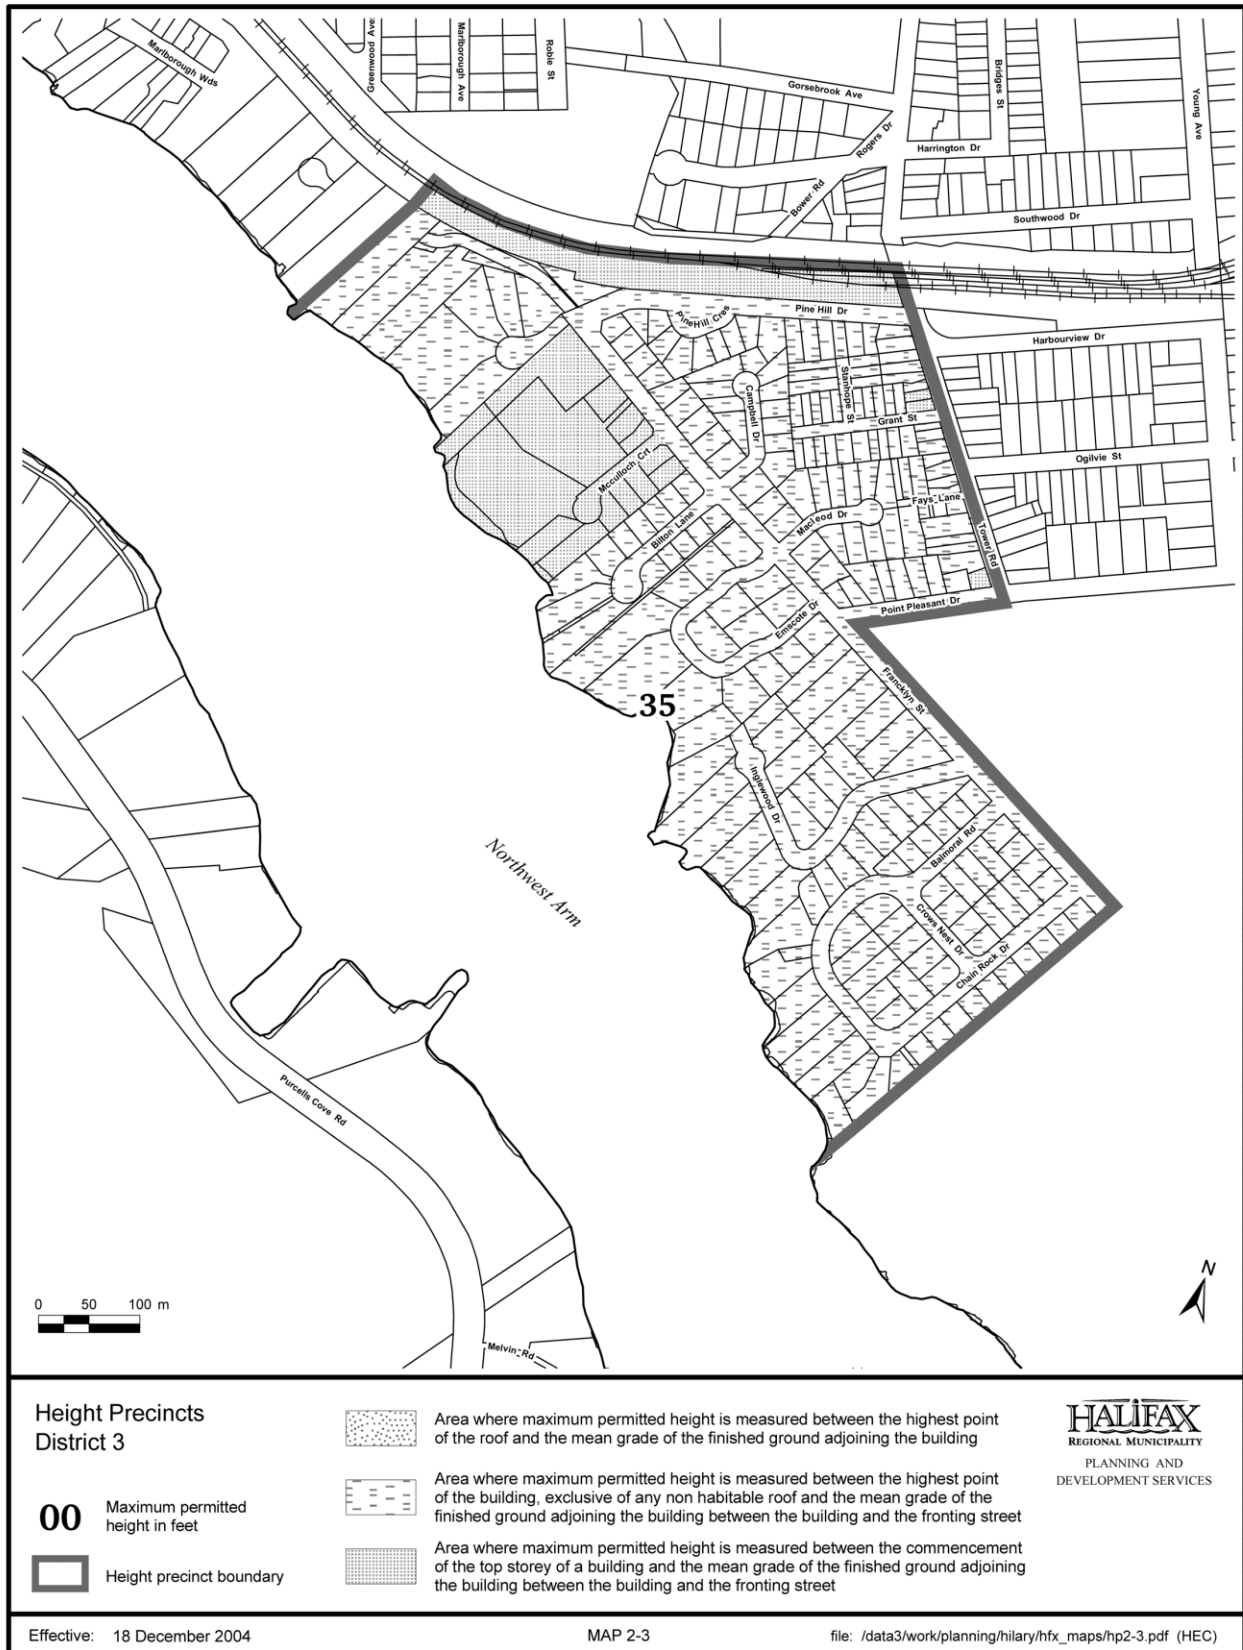 Marlborough Wds
Greenwood Ave
Marlborough Ave
Robie St
Gorsebrook Ave
Bridges St
Young Ave
Rogers Dr
Harrington Dr
Bower Rd
Southwood Dr
Pine Hill Dr
PineHill Cres
Harbourview Dr
Stanhope St
Campbell Dr
Grant St
Ogilvie St
Mcculloch Crt
Fays Lane
Macleod Dr
Bilton Lane
Tower Rd
Point Pleasant Dr
Emscote Dr
Francklyn St
35
Inglewood Dr
Northwest Arm
Balmoral Rd
Crows Nest Dr
Chain Rock Dr
Purcells Cove Rd
Melvin Rd
N
0 50 100 m
Height Precincts
District 3
00
Maximum permitted
height in feet
Height precinct boundary
Area where maximum permitted height is measured between the highest point
of the roof and the mean grade of the finished ground adjoining the building
Area where maximum permitted height is measured between the highest point
of the building, exclusive of any non habitable roof and the mean grade of the
finished ground adjoining the building between the building and the fronting street
Area where maximum permitted height is measured between the commencement
of the top storey of a building and the mean grade of the finished ground adjoining
the building between the building and the fronting street
HALIFAX
REGIONAL MUNICIPALITY
PLANNING AND
DEVELOPMENT SERVICES
Effective: 18 December 2004
MAP 2-3
file: /data3/work/planning/hilary/hfx_maps/hp2-3.pdf (HEC)